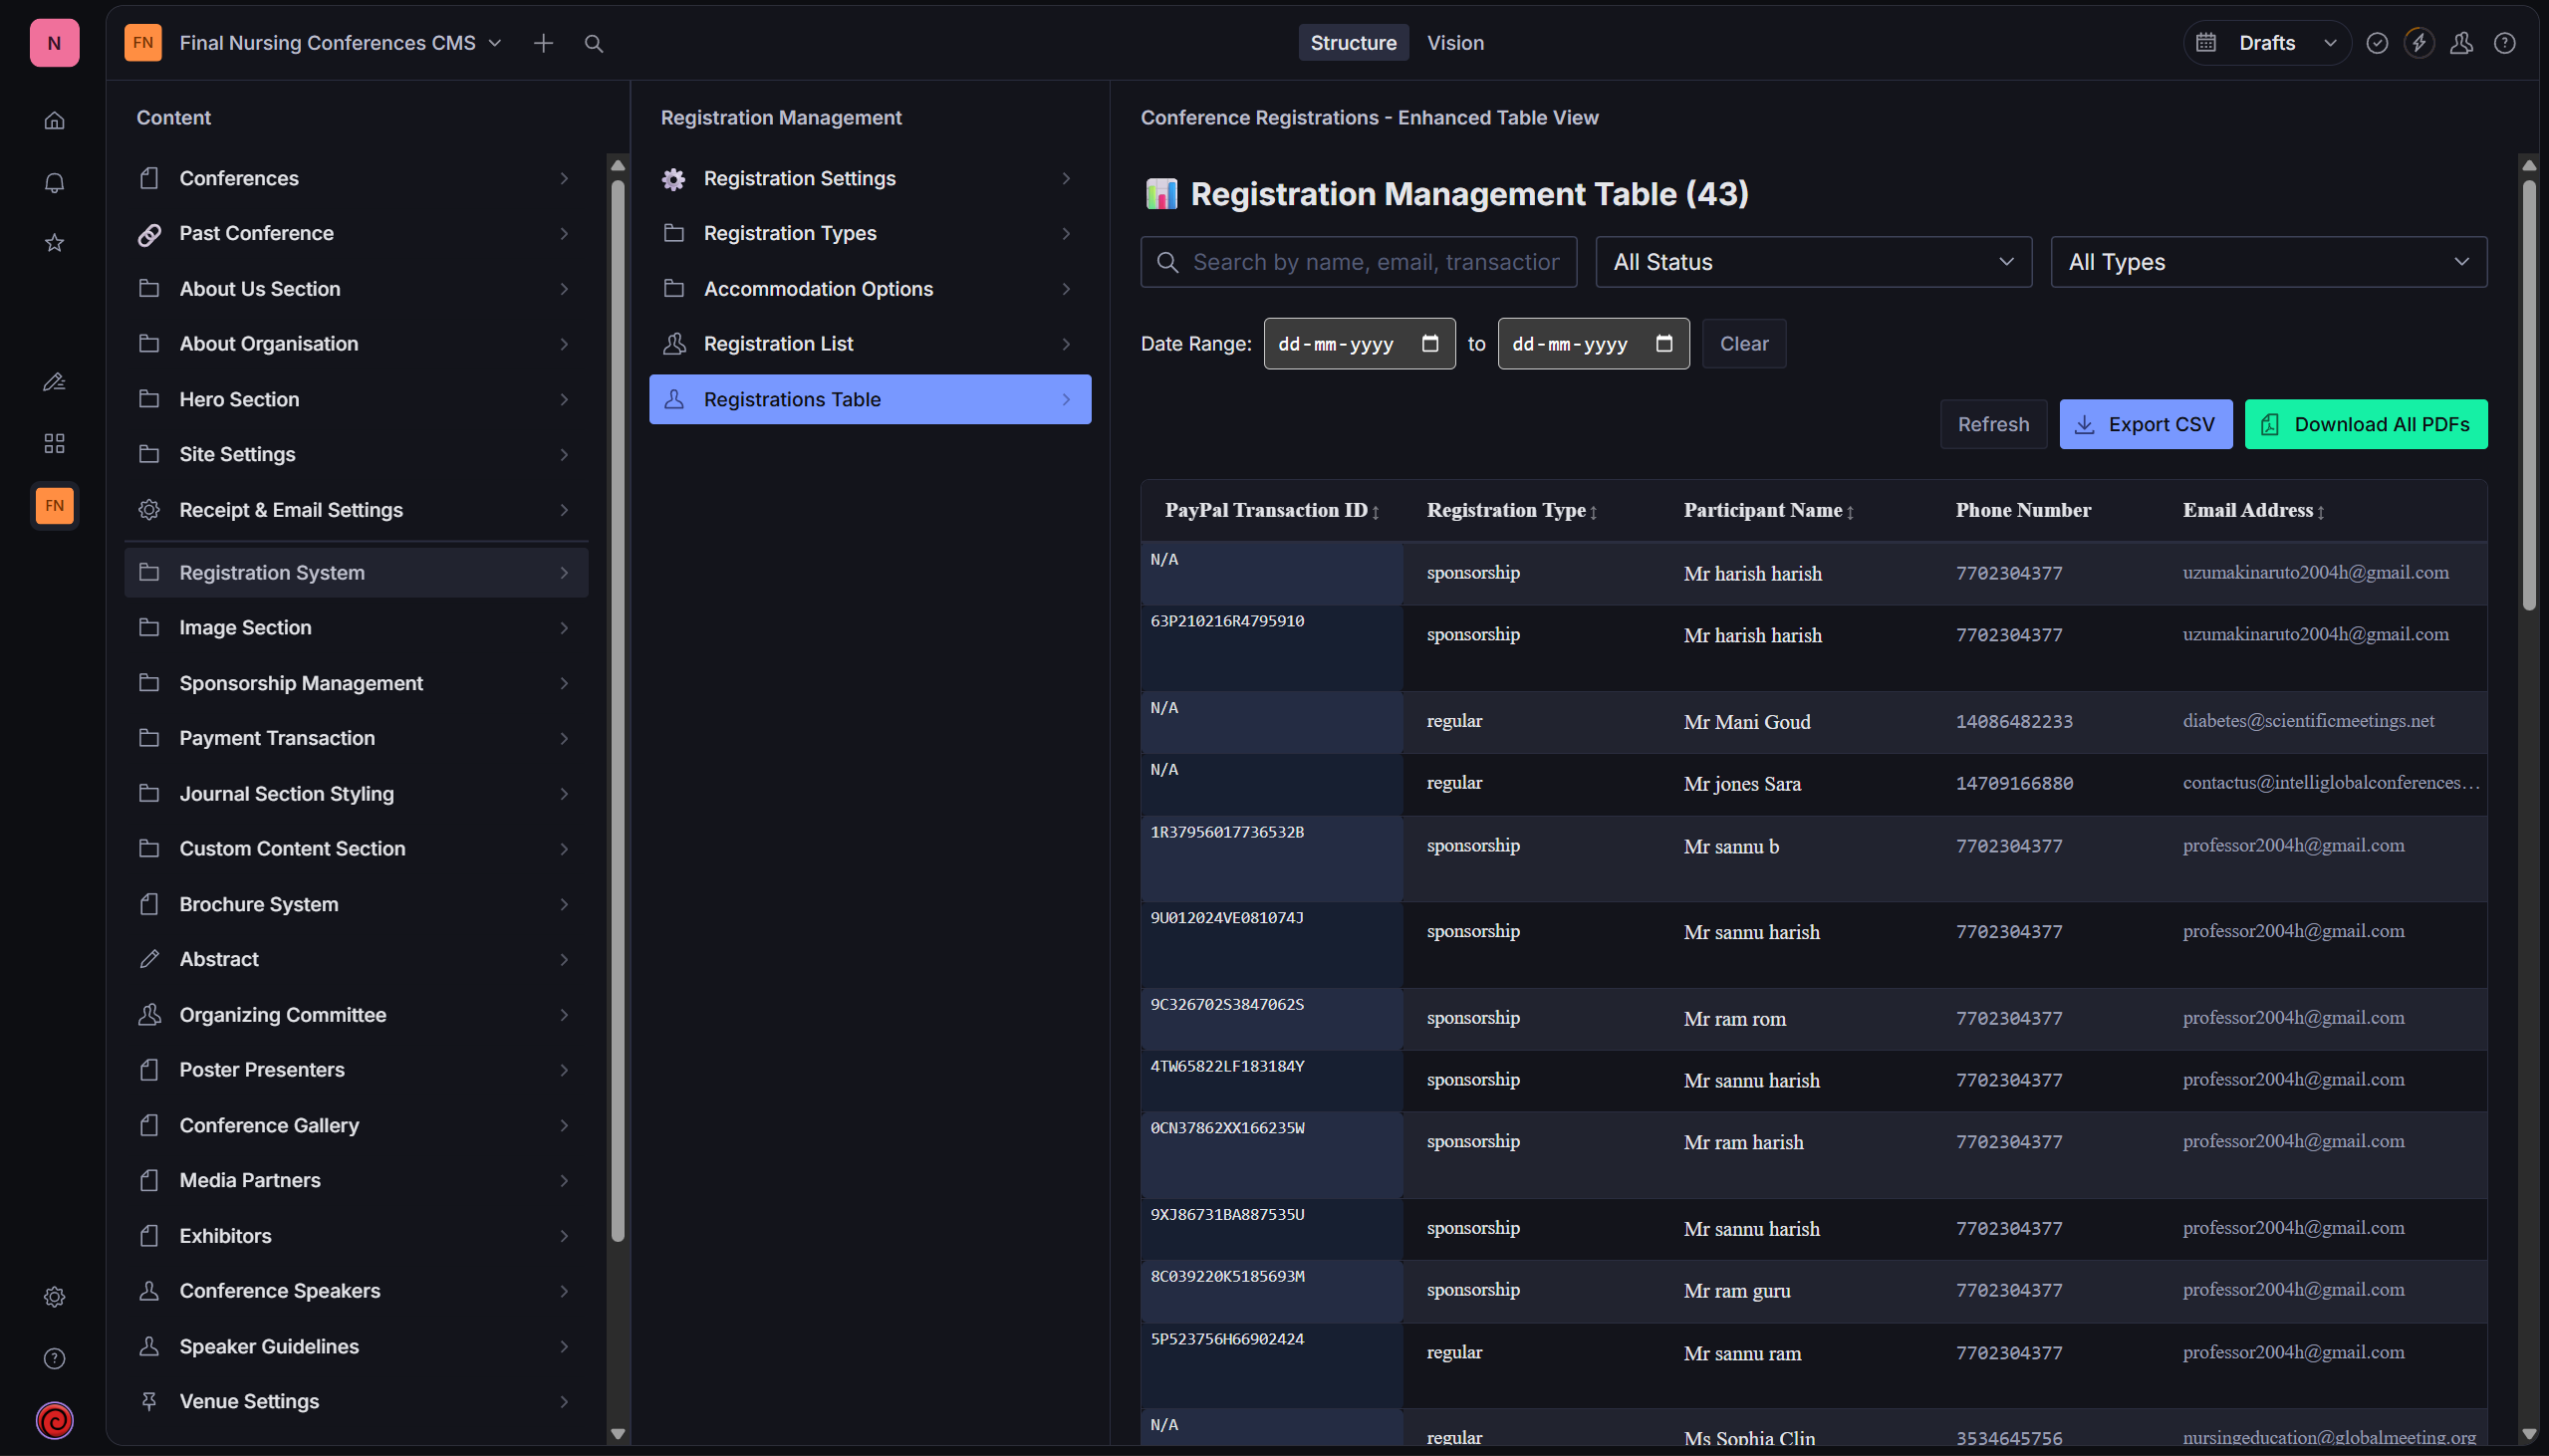 N
FN Final Nursing Conferences CMS
Structure Vision
Drafts
FN
Content
Conferences
Past Conference
About Us Section
About Organisation
Hero Section
Site Settings
Receipt & Email Settings
Registration System
Image Section
Sponsorship Management
Payment Transaction
Journal Section Styling
Custom Content Section
Brochure System
Abstract
Organizing Committee
Poster Presenters
Conference Gallery
Media Partners
Exhibitors
Conference Speakers
Speaker Guidelines
Venue Settings
Registration Management
Registration Settings
Registration Types
Accommodation Options
Registration List
Registrations Table
Conference Registrations - Enhanced Table View
Registration Management Table (43)
Search by name, email, transaction All Status All Types
Date Range: dd-mm-yyyy to dd-mm-yyyy Clear
Refresh Export CSV Download All PDFs
PayPal Transaction ID↕ Registration Type↕ Participant Name↕ Phone Number Email Address↕
N/A sponsorship Mr harish harish 7702304377 uzumakinaruto2004h@gmail.com
63P210216R4795910 sponsorship Mr harish harish 7702304377 uzumakinaruto2004h@gmail.com
N/A regular Mr Mani Goud 14086482233 diabetes@scientificmeetings.net
N/A regular Mr jones Sara 14709166880 contactus@intelliglobalconferences…
1R37956017736532B sponsorship Mr sannu b 7702304377 professor2004h@gmail.com
9U012024VE081074J sponsorship Mr sannu harish 7702304377 professor2004h@gmail.com
9C326702S3847062S sponsorship Mr ram rom 7702304377 professor2004h@gmail.com
4TW65822LF183184Y sponsorship Mr sannu harish 7702304377 professor2004h@gmail.com
0CN37862XX166235W sponsorship Mr ram harish 7702304377 professor2004h@gmail.com
9XJ86731BA887535U sponsorship Mr sannu harish 7702304377 professor2004h@gmail.com
8C039220K5185693M sponsorship Mr ram guru 7702304377 professor2004h@gmail.com
5P523756H66902424 regular Mr sannu ram 7702304377 professor2004h@gmail.com
N/A regular Ms Sophia Clin 3534645756 nursingeducation@globalmeeting.org